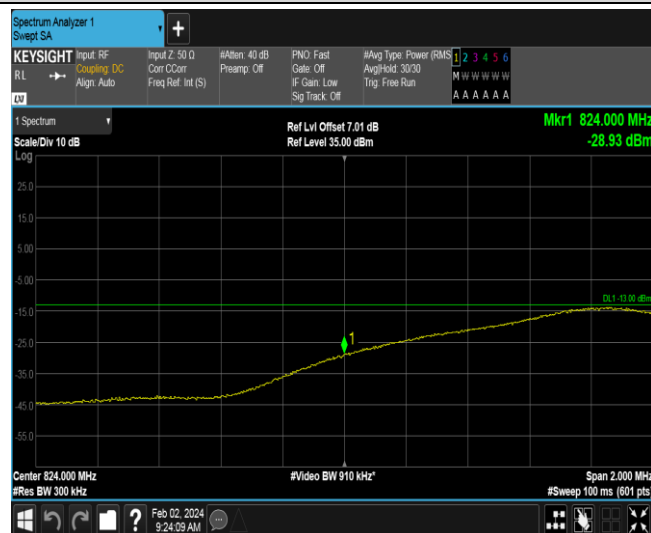 Spectrum Analyzer 1
Swept SA
KEYSIGHT
RL
Input: RF
Coupling: DC
Align: Auto
Input Z: 50 Ω
Corr CCorr
Freq Ref: Int (S)
#Atten: 40 dB
Preamp: Off
PNO: Fast
Gate: Off
IF Gain: Low
Sig Track: Off
#Avg Type: Power (RMS
Avg|Hold: 30/30
Trig: Free Run
1 2 3 4 5 6
M W W W W W
A A A A A A
1 Spectrum
Scale/Div 10 dB
Ref Lvl Offset 7.01 dB
Ref Level 35.00 dBm
Mkr1 824.000 MHz
-28.93 dBm
Log
25.0
15.0
5.00
-5.00
-15.0
-25.0
-35.0
-45.0
-55.0
DL1 -13.00 dBm
1
Center 824.000 MHz
#Res BW 300 kHz
#Video BW 910 kHz*
Span 2.000 MHz
#Sweep 100 ms (601 pts)
Feb 02, 2024
9:24:09 AM